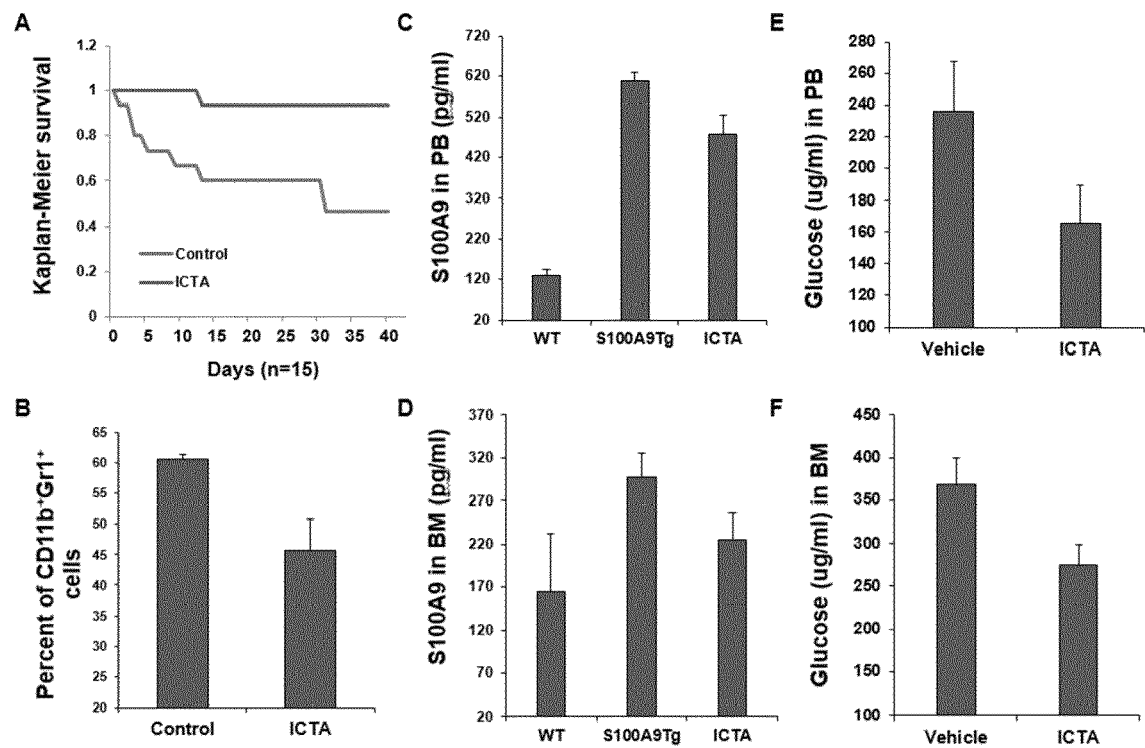 A
Kaplan-Meier survival
1.2
1
0.8
0.6
0.4
0.2
0
Control
ICTA
0 5 10 15 20 25 30 35 40
Days (n=15)
B
Percent of CD11b⁺Gr1⁺
cells
65
60
55
50
45
40
35
30
25
20
Control ICTA
C
S100A9 in PB (pg/ml)
720
620
520
420
320
220
120
20
WT S100A9Tg ICTA
D
S100A9 in BM (pg/ml)
370
320
270
220
170
120
70
20
WT S100A9Tg ICTA
E
Glucose (ug/ml) in PB
280
260
240
220
200
180
160
140
120
100
Vehicle ICTA
F
Glucose (ug/ml) in BM
450
400
350
300
250
200
150
100
Vehicle ICTA